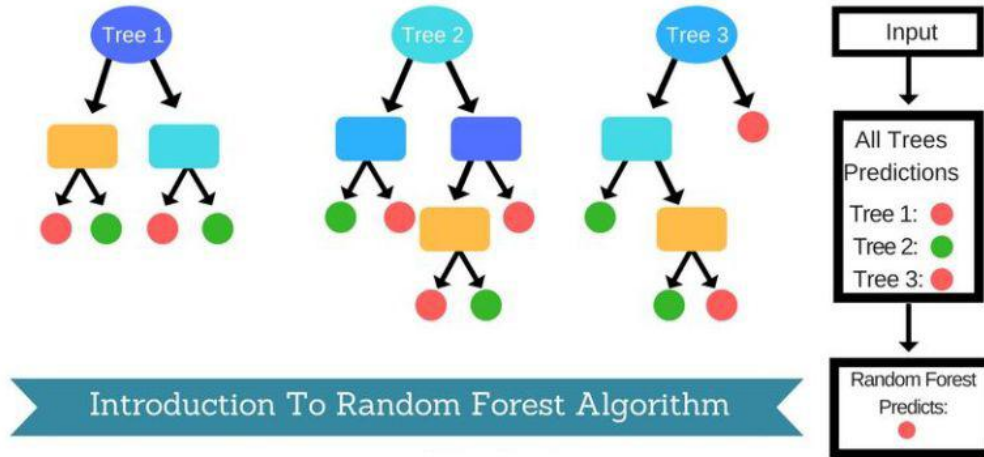 Tree 1
Tree 2
Tree 3
Input
All Trees
Predictions
Tree 1:
Tree 2:
Tree 3:
Random Forest
Predicts:
Introduction To Random Forest Algorithm